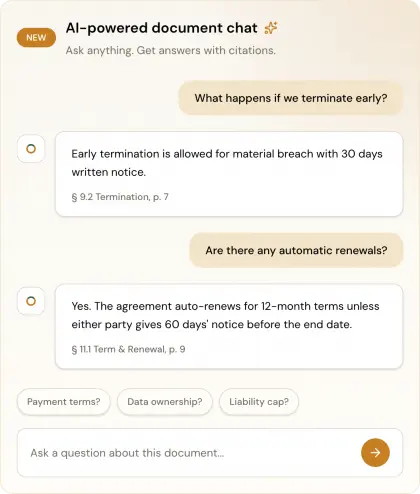 NEW
AI-powered document chat
Ask anything. Get answers with citations.
What happens if we terminate early?
Early termination is allowed for material breach with 30 days
written notice.
§ 9.2 Termination, p. 7
Are there any automatic renewals?
Yes. The agreement auto-renews for 12-month terms unless
either party gives 60 days' notice before the end date.
§ 11.1 Term & Renewal, p. 9
Payment terms?
Data ownership?
Liability cap?
Ask a question about this document...